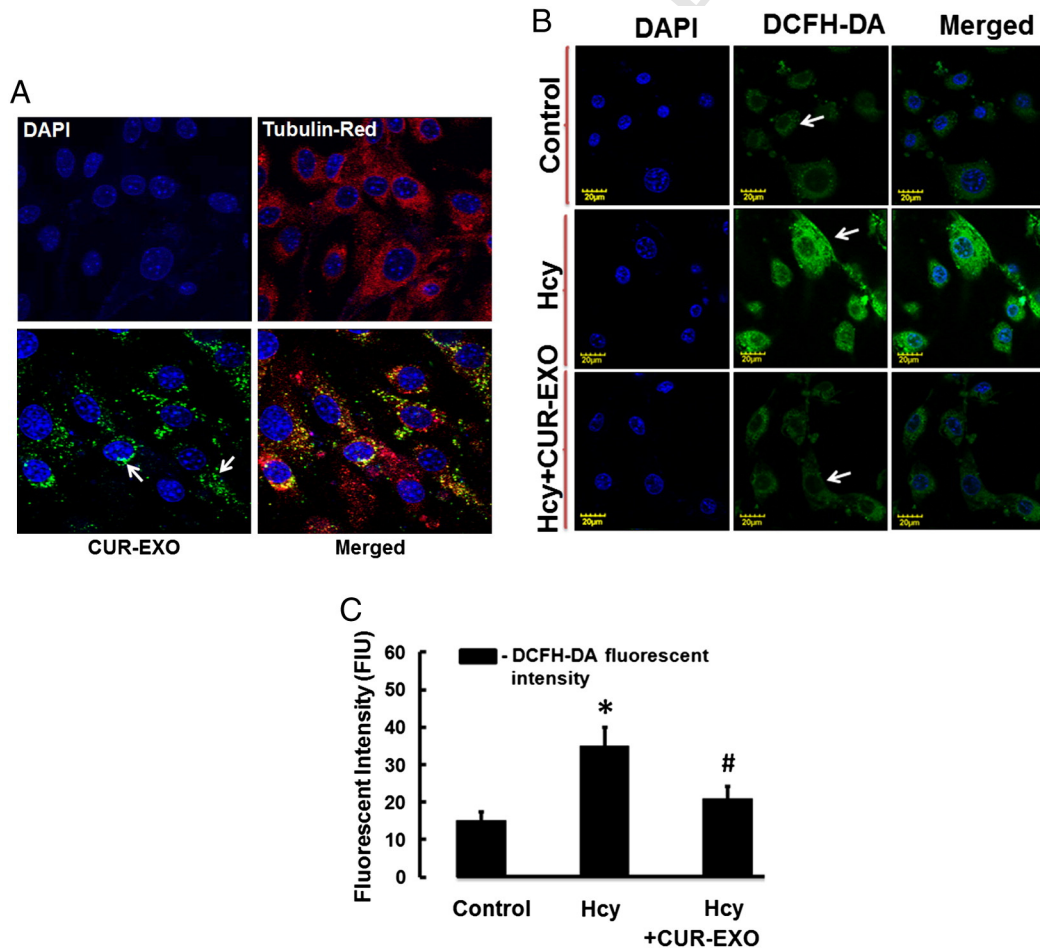 A
DAPI
Tubulin-Red
CUR-EXO
Merged
B
DAPI
DCFH-DA
Merged
Control
20µm
20µm
20µm
Hcy
20µm
20µm
20µm
Hcy+CUR-EXO
20µm
20µm
20µm
C
Fluorescent Intensity (FIU)
60
50
40
30
20
10
0
- DCFH-DA fluorescent
intensity
*
#
Control
Hcy
Hcy
+CUR-EXO